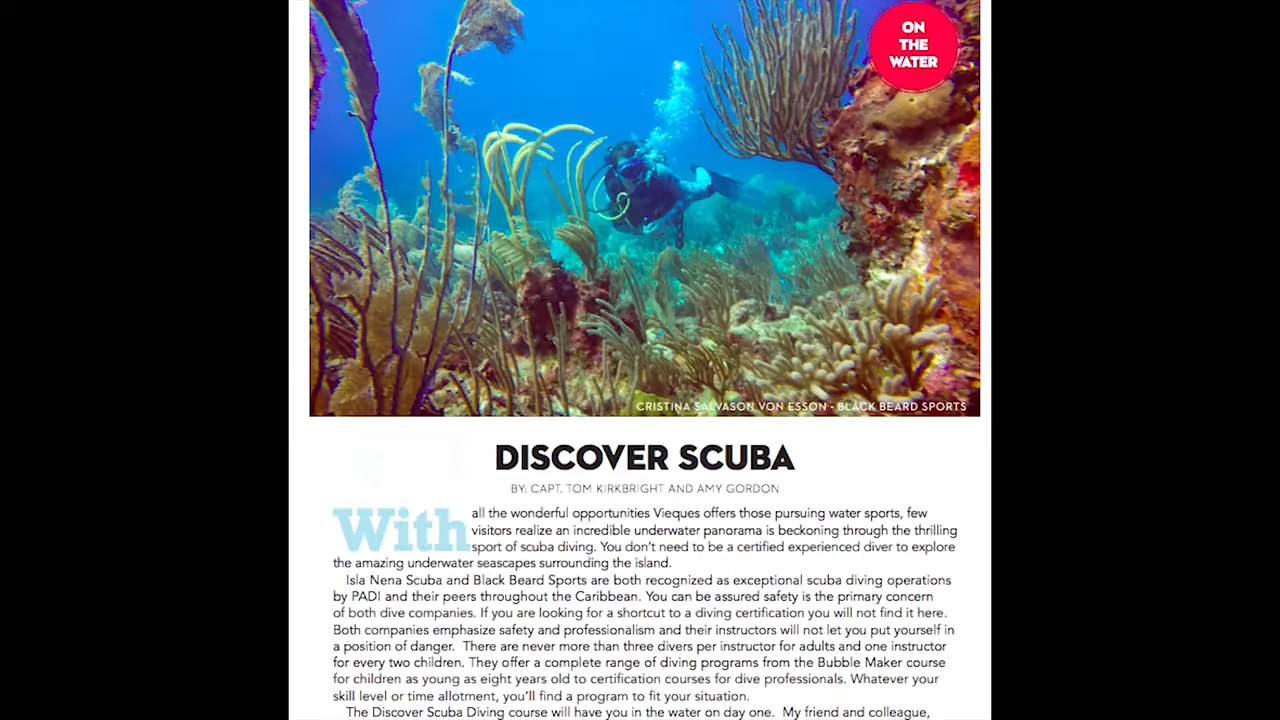 ON
THE
WATER
CRISTINA SALVASON VON ESSON • BLACK BEARD SPORTS
DISCOVER SCUBA
BY: CAPT. TOM KIRKBRIGHT AND AMY GORDON
With all the wonderful opportunities Vieques offers those pursuing water sports, few
visitors realize an incredible underwater panorama is beckoning through the thrilling
sport of scuba diving. You don't need to be a certified experienced diver to explore
the amazing underwater seascapes surrounding the island.
Isla Nena Scuba and Black Beard Sports are both recognized as exceptional scuba diving operations
by PADI and their peers throughout the Caribbean. You can be assured safety is the primary concern
of both dive companies. If you are looking for a shortcut to a diving certification you will not find it here.
Both companies emphasize safety and professionalism and their instructors will not let you put yourself in
a position of danger. There are never more than three divers per instructor for adults and one instructor
for every two children. They offer a complete range of diving programs from the Bubble Maker course
for children as young as eight years old to certification courses for dive professionals. Whatever your
skill level or time allotment, you'll find a program to fit your situation.
The Discover Scuba Diving course will have you in the water on day one. My friend and colleague,